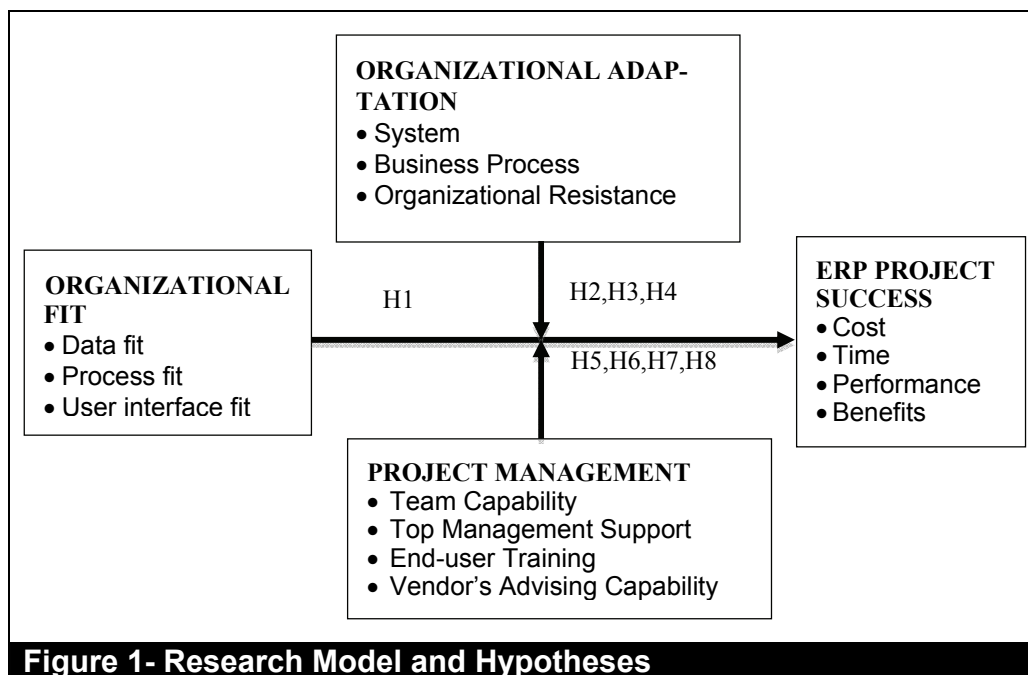 ORGANIZATIONAL ADAP-
TATION
• System
• Business Process
• Organizational Resistance
ORGANIZATIONAL
FIT
• Data fit
• Process fit
• User interface fit
H1
H2,H3,H4
H5,H6,H7,H8
ERP PROJECT
SUCCESS
• Cost
• Time
• Performance
• Benefits
PROJECT MANAGEMENT
• Team Capability
• Top Management Support
• End-user Training
• Vendor’s Advising Capability
Figure 1- Research Model and Hypotheses